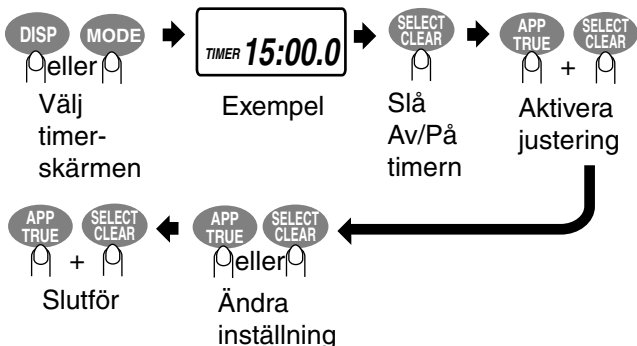 DISP
eller
MODE
Välj
timer-
skärmen
TIMER 15:00.0
Exempel
SELECT
CLEAR
Slå
Av/På
timern
APP
TRUE
+
SELECT
CLEAR
Aktivera
justering
APP
TRUE
eller
SELECT
CLEAR
Ändra
inställning
APP
TRUE
+
SELECT
CLEAR
Slutför